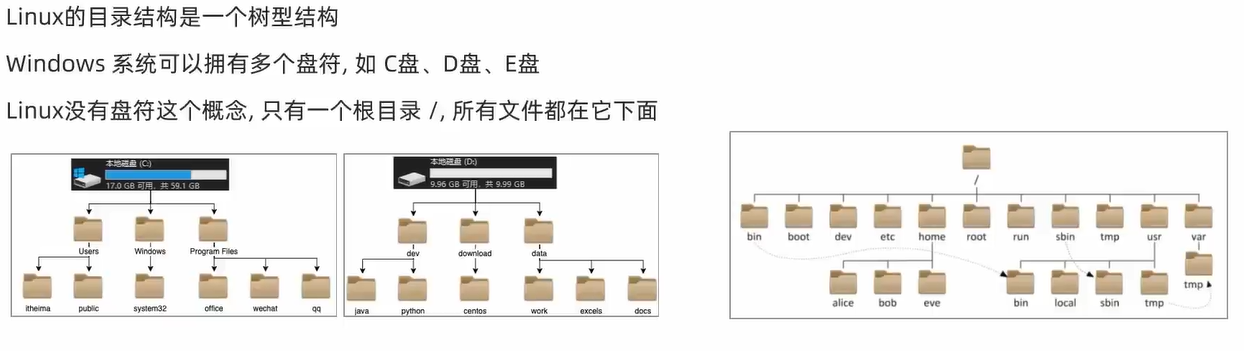 Linux的目录结构是一个树型结构
Windows 系统可以拥有多个盘符, 如 C盘、D盘、E盘
Linux没有盘符这个概念, 只有一个根目录 /, 所有文件都在它下面
本地磁盘 (C:)
17.0 GB 可用，共 59.1 GB
Users Windows Program Files
itheima public system32 office wechat qq
本地磁盘 (D:)
9.96 GB 可用，共 9.99 GB
dev download data
java python centos work excels docs
/
bin boot dev etc home root run sbin tmp usr var
alice bob eve bin local sbin tmp tmp